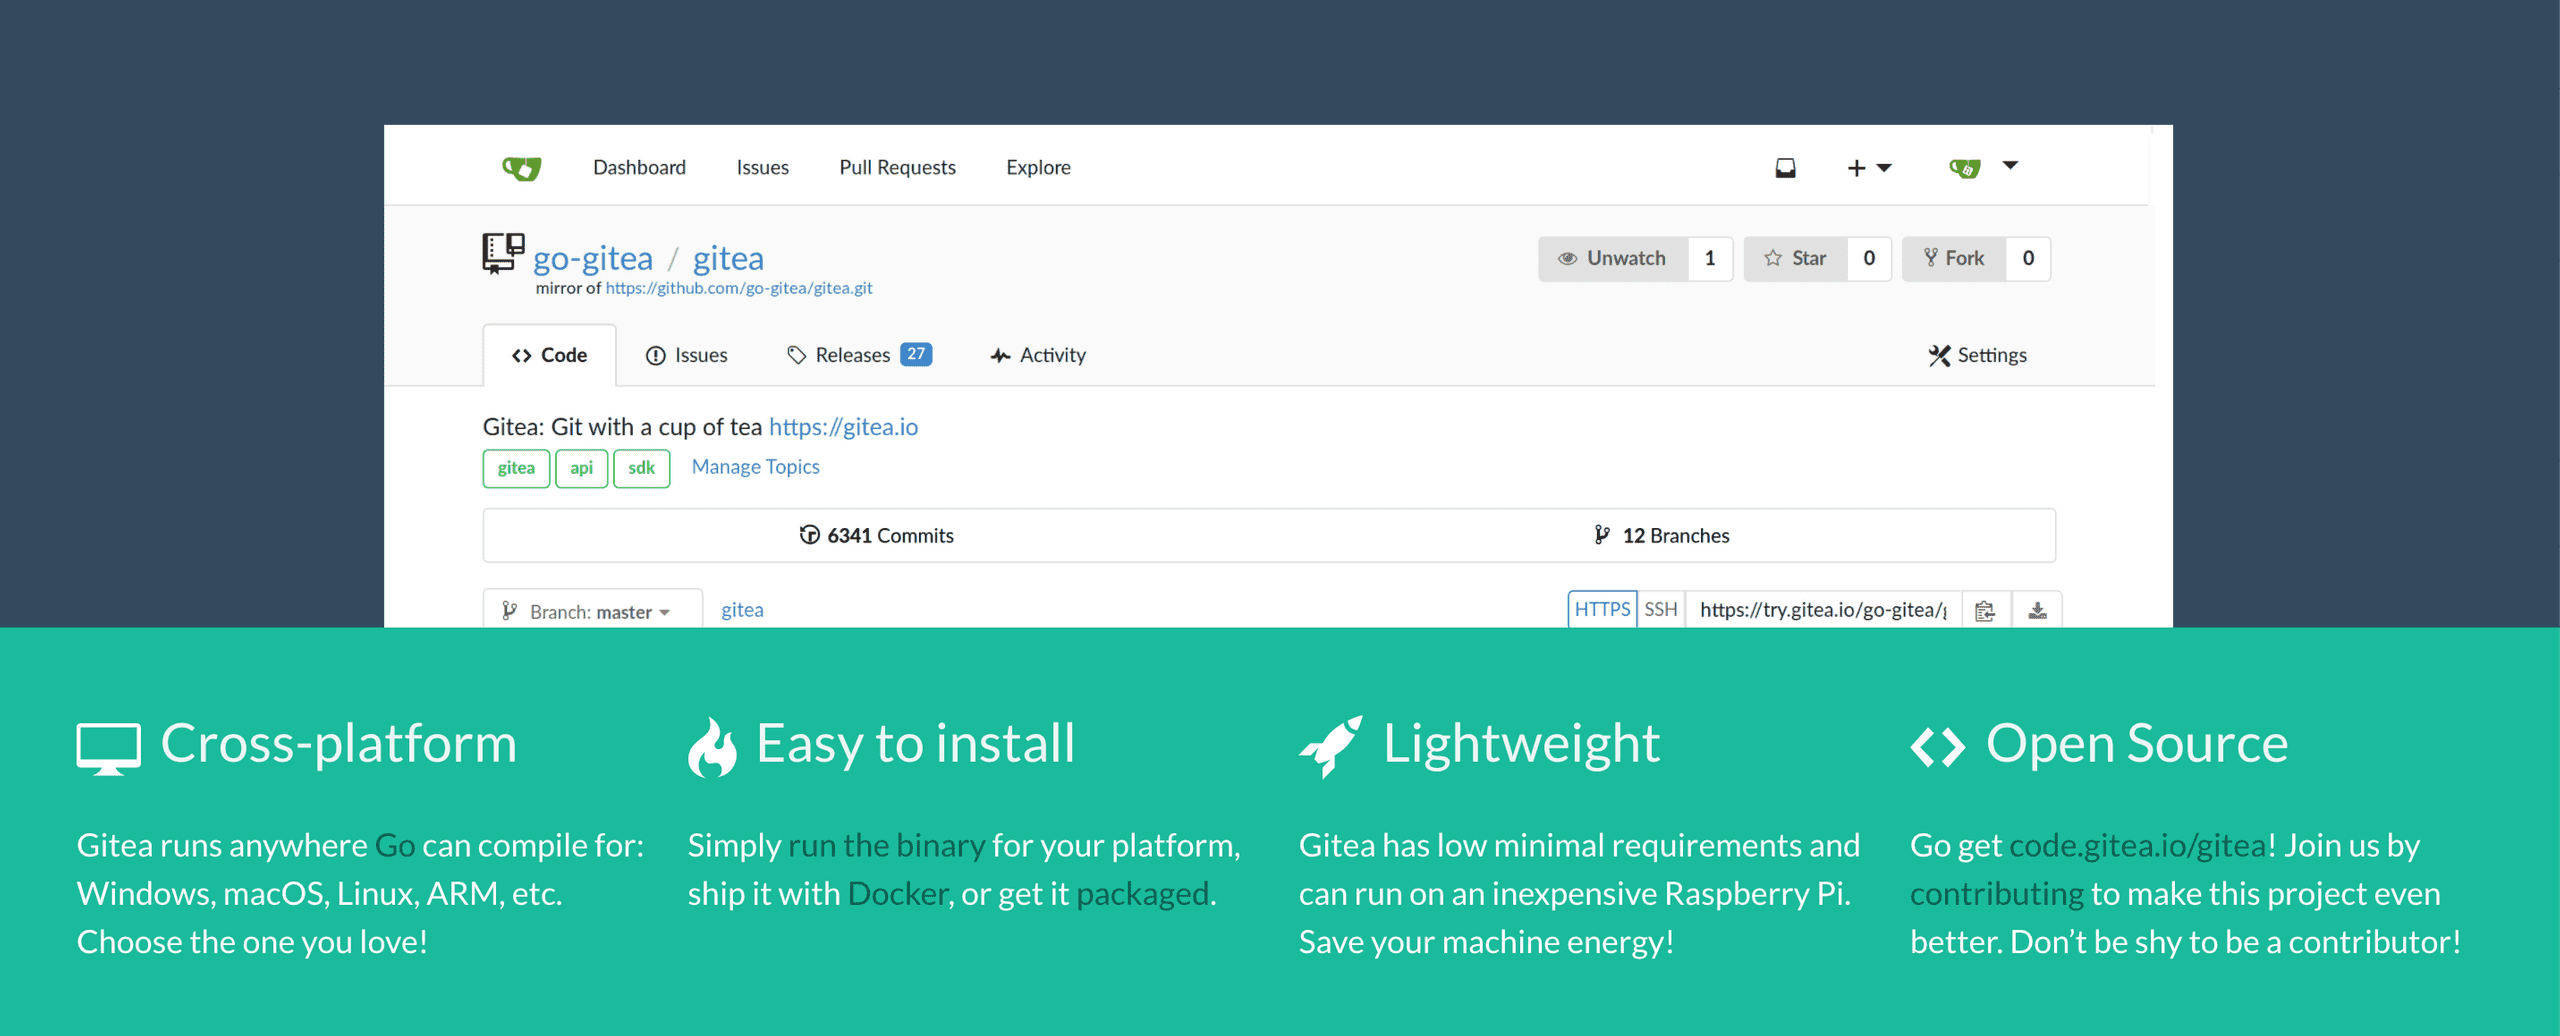 Dashboard Issues Pull Requests Explore
go-gitea / gitea Unwatch 1 Star 0 Fork 0
mirror of https://github.com/go-gitea/gitea.git
Code Issues Releases 27 Activity Settings
Gitea: Git with a cup of tea https://gitea.io
gitea api sdk Manage Topics
6341 Commits 12 Branches
Branch: master gitea HTTPS SSH https://try.gitea.io/go-gitea/
Cross-platform
Gitea runs anywhere Go can compile for:
Windows, macOS, Linux, ARM, etc.
Choose the one you love!
Easy to install
Simply run the binary for your platform,
ship it with Docker, or get it packaged.
Lightweight
Gitea has low minimal requirements and
can run on an inexpensive Raspberry Pi.
Save your machine energy!
Open Source
Go get code.gitea.io/gitea! Join us by
contributing to make this project even
better. Don’t be shy to be a contributor!